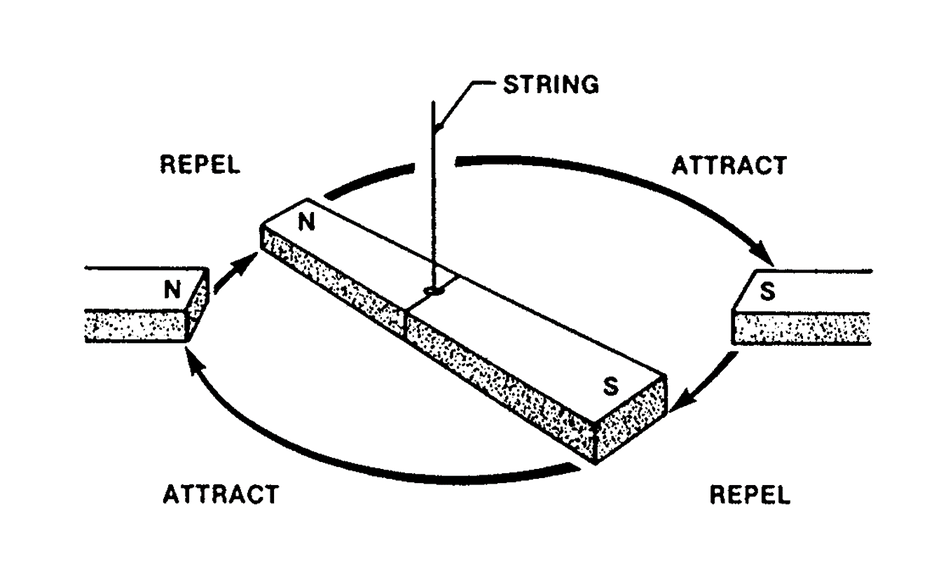 STRING
REPEL
ATTRACT
N
N
S
S
ATTRACT
REPEL